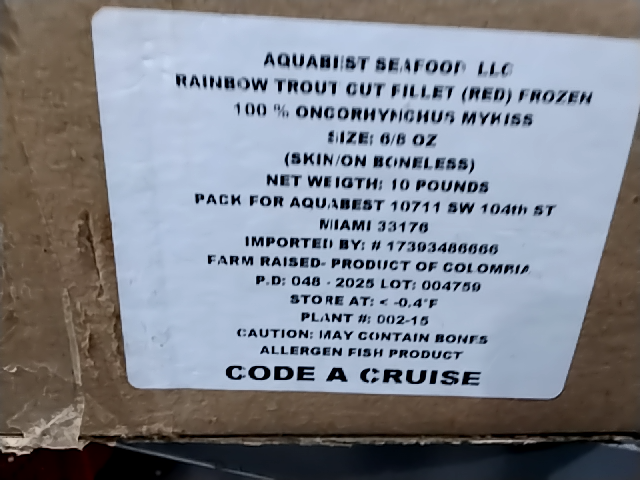 AQUABEST SEAFOOD LLC
RAINBOW TROUT CUT FILLET (RED) FROZEN
100 % ONCORHYNCHUS MYKISS
SIZE: 6/8 OZ
(SKIN/ON BONELESS)
NET WEIGTH: 10 POUNDS
PACK FOR AQUABEST 10711 SW 104th ST
MIAMI 33176
IMPORTED BY: # 17393486666
FARM RAISED- PRODUCT OF COLOMBIA
P.D: 048 - 2025 LOT: 004759
STORE AT: < -0.4°F
PLANT #: 002-15
CAUTION: MAY CONTAIN BONES
ALLERGEN FISH PRODUCT
CODE A CRUISE